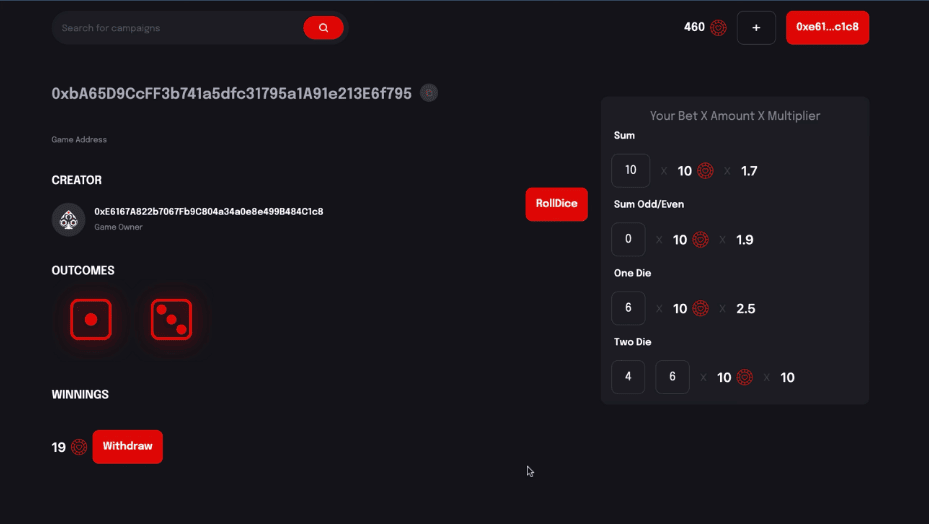 Search for campaigns
460
+
0xe61...c1c8
0xbA65D9CcFF3b741a5dfc31795a1A91e213E6f795
Game Address
CREATOR
0xE6167A822b7067Fb9C804a34a0e8e499B484C1c8
Game Owner
RollDice
OUTCOMES
WINNINGS
19
Withdraw
Your Bet X Amount X Multiplier
Sum
10 X 10 X 1.7
Sum Odd/Even
0 X 10 X 1.9
One Die
6 X 10 X 2.5
Two Die
4 6 X 10 X 10